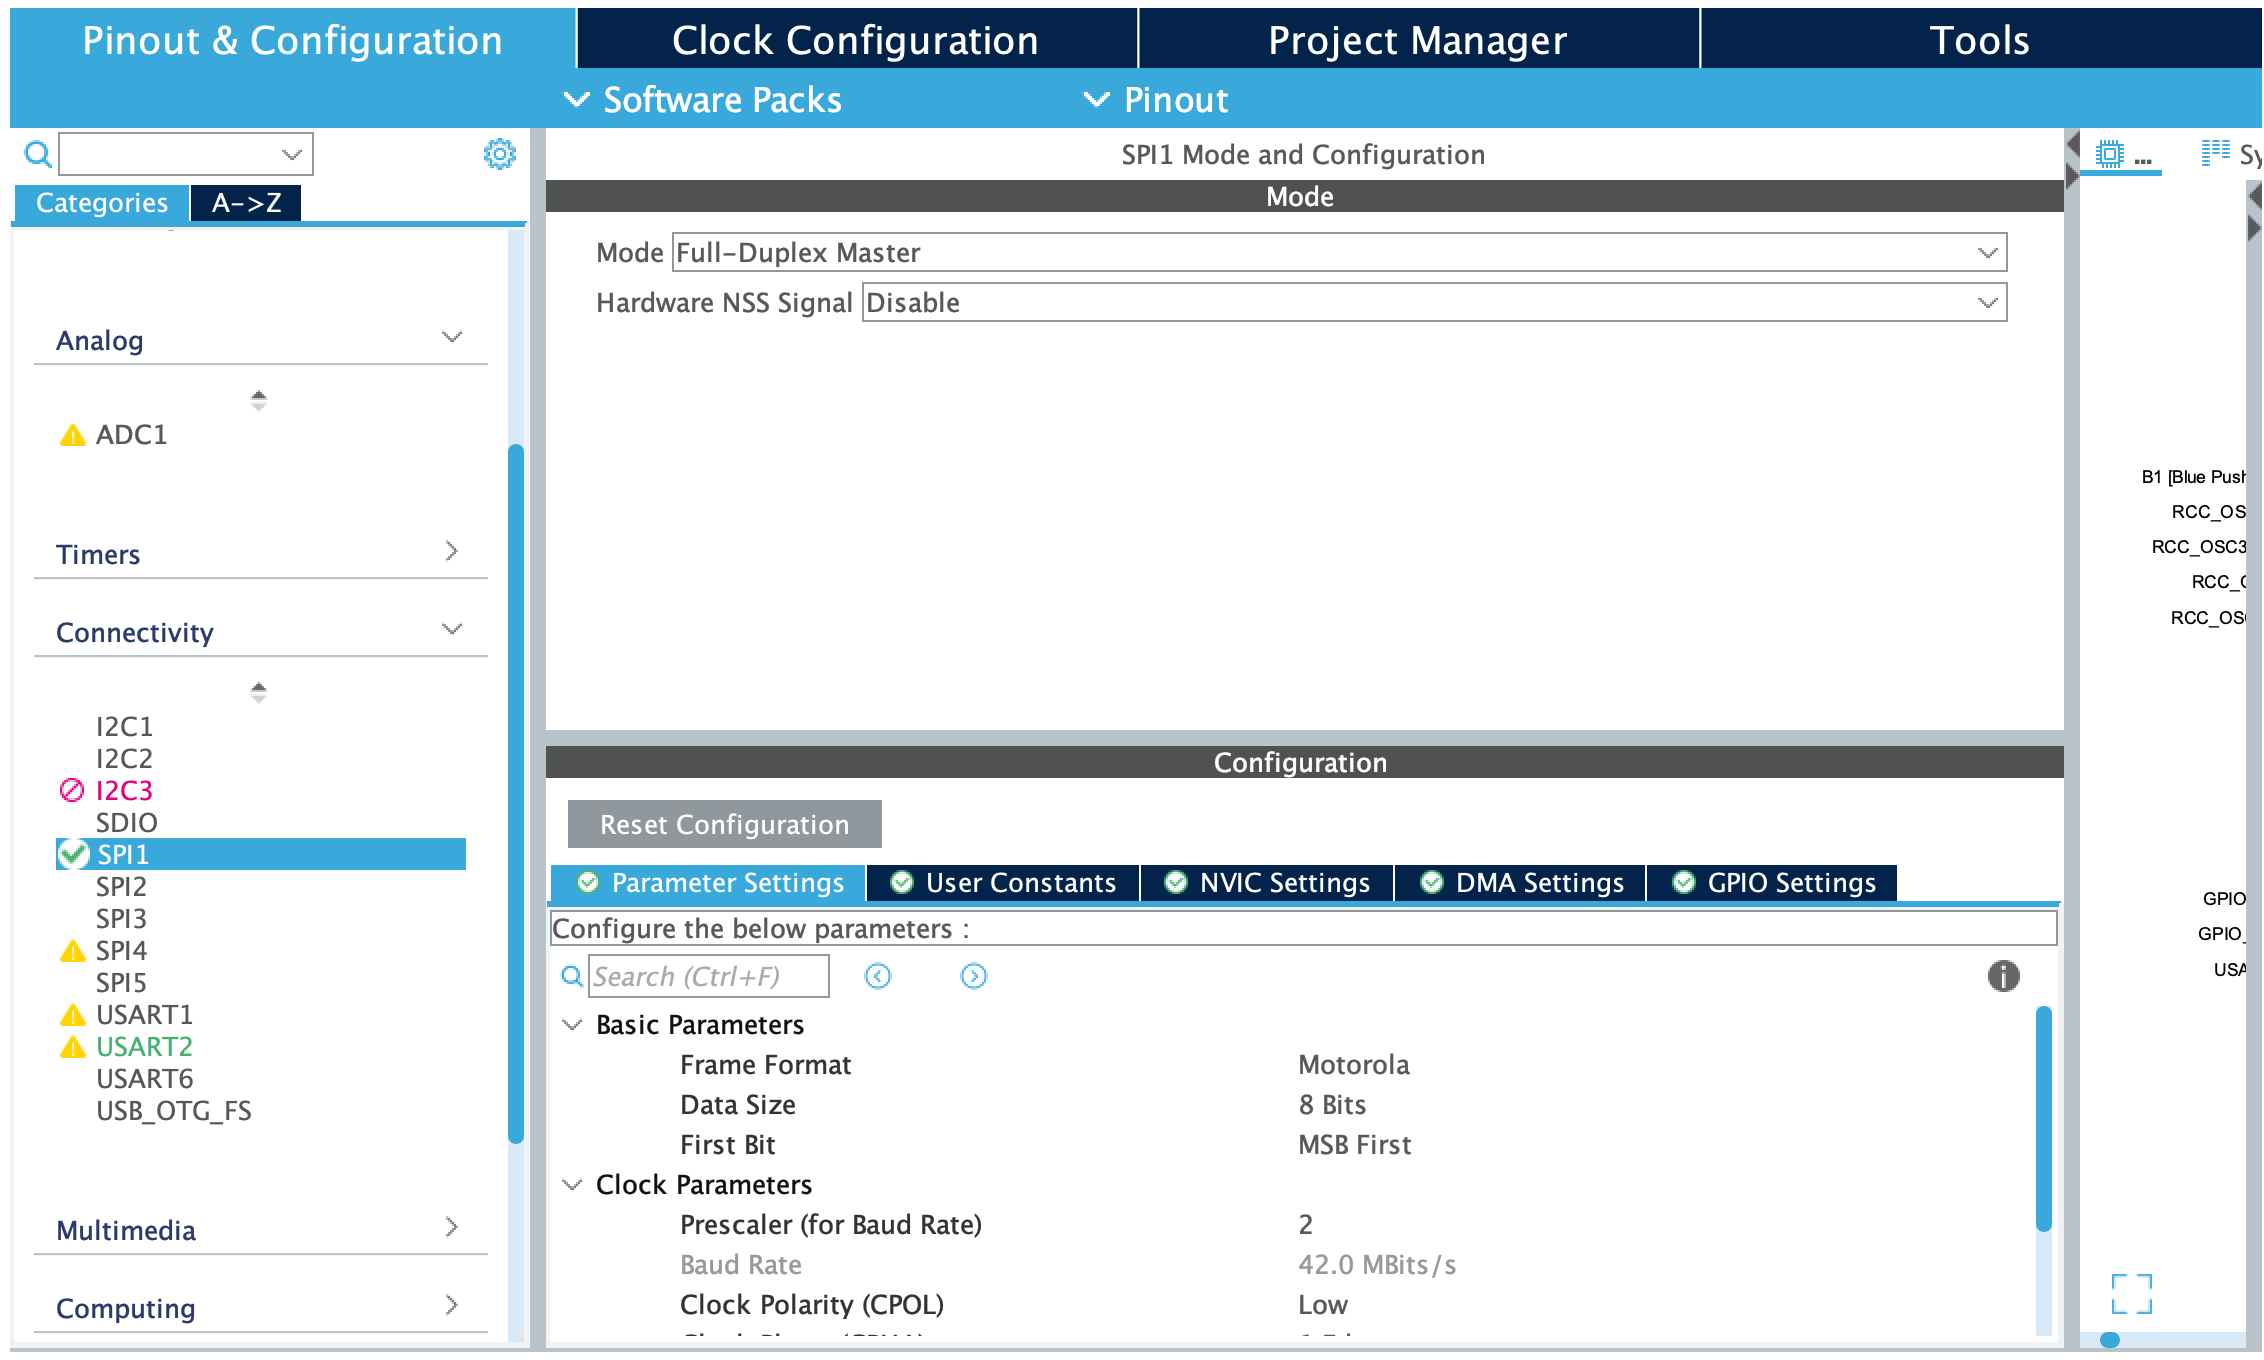 Pinout & Configuration
Clock Configuration
Project Manager
Tools
Software Packs
Pinout
Categories
A->Z
Analog
ADC1
Timers
Connectivity
I2C1
I2C2
I2C3
SDIO
SPI1
SPI2
SPI3
SPI4
SPI5
USART1
USART2
USART6
USB_OTG_FS
Multimedia
Computing
SPI1 Mode and Configuration
Mode
Mode Full-Duplex Master
Hardware NSS Signal Disable
Configuration
Reset Configuration
Parameter Settings
User Constants
NVIC Settings
DMA Settings
GPIO Settings
Configure the below parameters :
Search (Ctrl+F)
Basic Parameters
Frame Format Motorola
Data Size 8 Bits
First Bit MSB First
Clock Parameters
Prescaler (for Baud Rate) 2
Baud Rate 42.0 MBits/s
Clock Polarity (CPOL) Low
...
Sy
B1 [Blue Push
RCC_OS
RCC_OSC3
RCC_O
RCC_OS
GPIO
GPIO_
USA